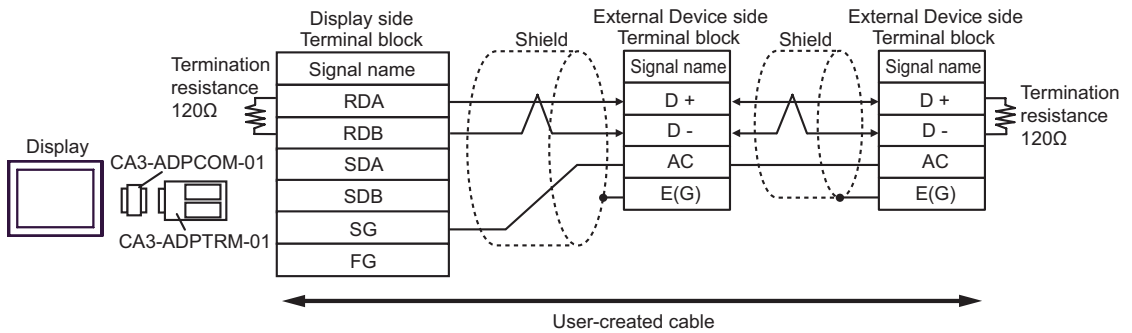 Display side
Terminal block
Shield
External Device side
Terminal block
Shield
External Device side
Terminal block
Termination
resistance
120Ω
Signal name
RDA
RDB
SDA
SDB
SG
FG
Signal name
D +
D -
AC
E(G)
Signal name
D +
D -
AC
E(G)
Termination
resistance
120Ω
Display
CA3-ADPCOM-01
CA3-ADPTRM-01
User-created cable